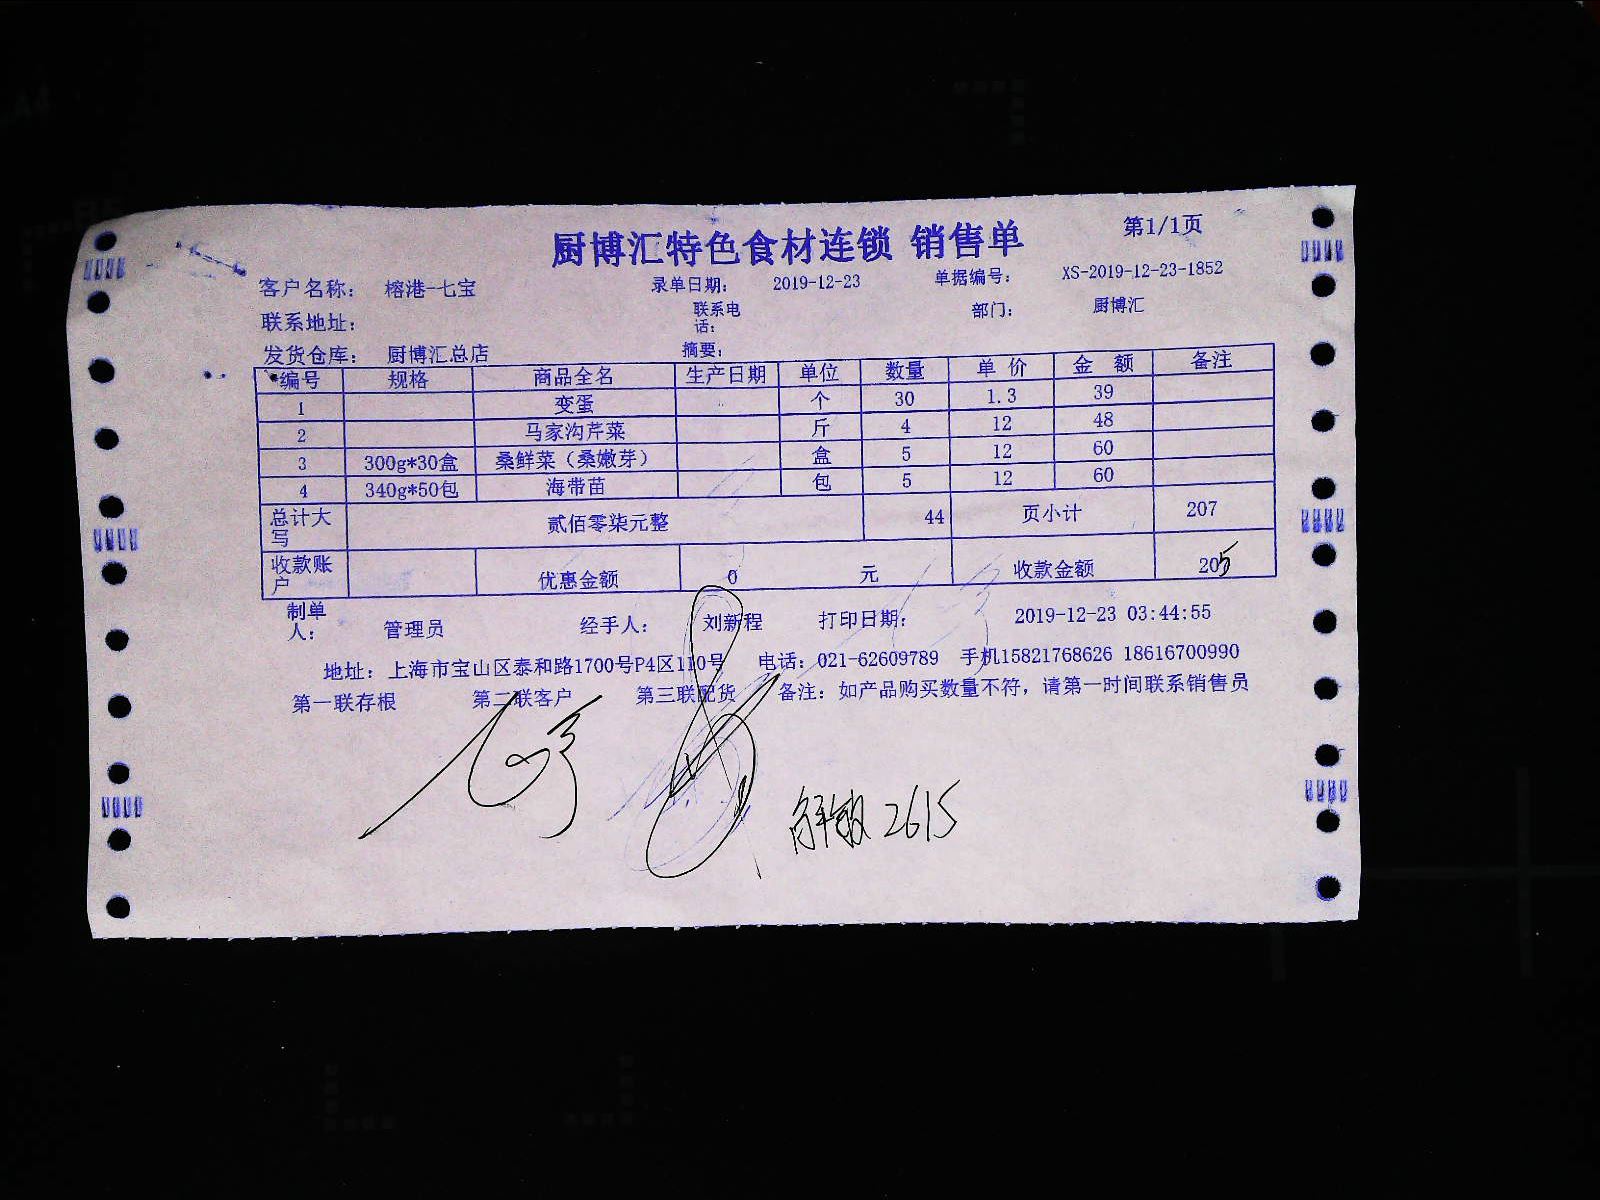 厨博汇特色食材连锁 销售单 第1/1页
客户名称： 榕港-七宝 录单日期： 2019-12-23 单据编号： XS-2019-12-23-1852
联系地址： 联系电话： 部门： 厨博汇
发货仓库： 厨博汇总店 摘要：
编号 规格 商品全名 生产日期 单位 数量 单 价 金 额 备注
1 变蛋 个 30 1.3 39
2 马家沟芹菜 斤 4 12 48
3 300g*30盒 桑鲜菜（桑嫩芽） 盒 5 12 60
4 340g*50包 海带苗 包 5 12 60
总计大写 贰佰零柒元整 44 页小计 207
收款账户 优惠金额 0 元 收款金额 205
制单人： 管理员 经手人： 刘新程 打印日期： 2019-12-23 03:44:55
地址：上海市宝山区泰和路1700号P4区110号 电话：021-62609789 手机15821768626 18616700990
第一联存根 第二联客户 第三联配货 备注：如产品购买数量不符，请第一时间联系销售员
2615